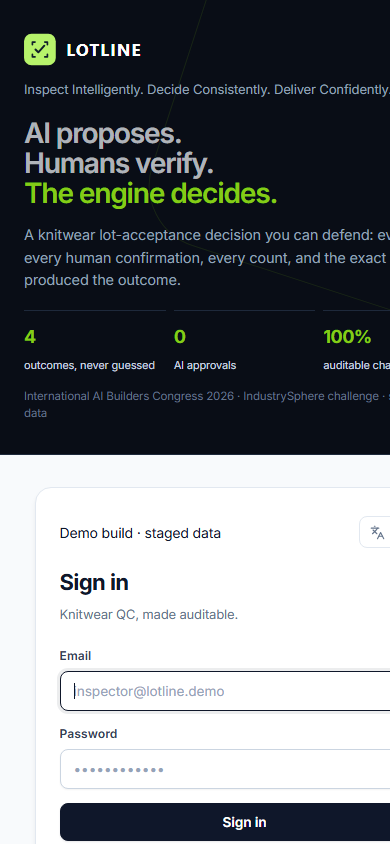 LOTLINE
Inspect Intelligently. Decide Consistently. Deliver Confidently.
AI proposes.
Humans verify.
The engine decides.
A knitwear lot-acceptance decision you can defend:
every human confirmation, every count, and the exact
produced the outcome.
4
0
100%
outcomes, never guessed
AI approvals
auditable
International AI Builders Congress 2026 · IndustrySphere challenge ·
data
Demo build · staged data
Sign in
Knitwear QC, made auditable.
Email
inspector@lotline.demo
Password
Sign in